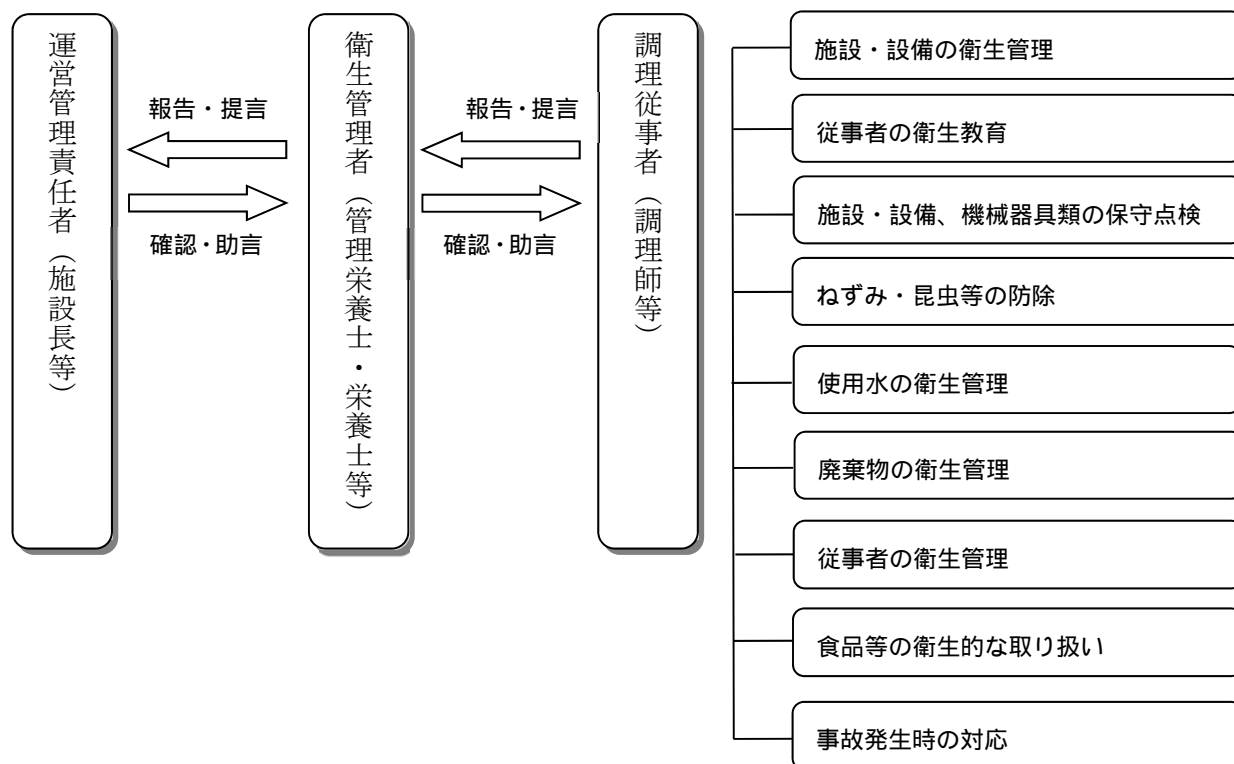 運営管理責任者（施設長等）
報告・提言
確認・助言
衛生管理者（管理栄養士・栄養士等）
報告・提言
確認・助言
調理従事者（調理師等）
施設・設備の衛生管理
従事者の衛生教育
施設・設備、機械器具類の保守点検
ねずみ・昆虫等の防除
使用水の衛生管理
廃棄物の衛生管理
従事者の衛生管理
食品等の衛生的な取り扱い
事故発生時の対応